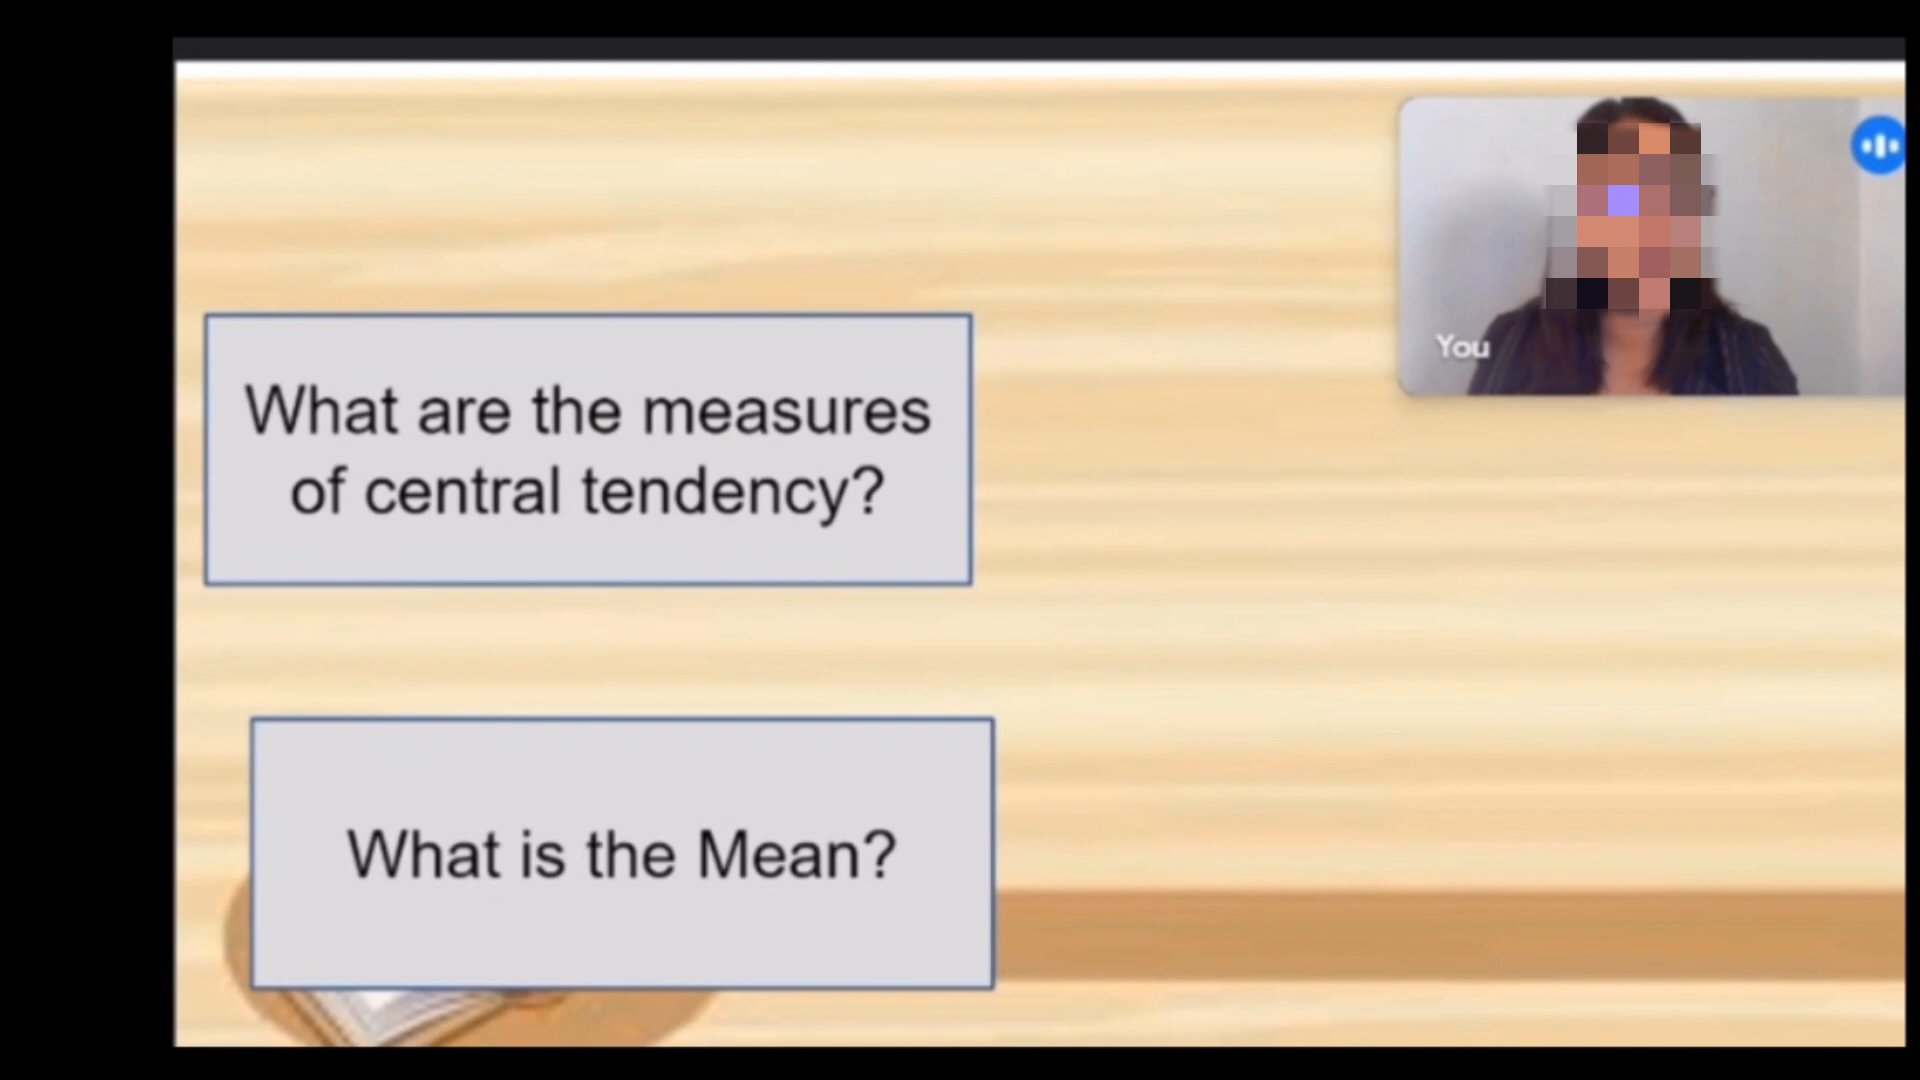 You
What are the measures
of central tendency?
What is the Mean?